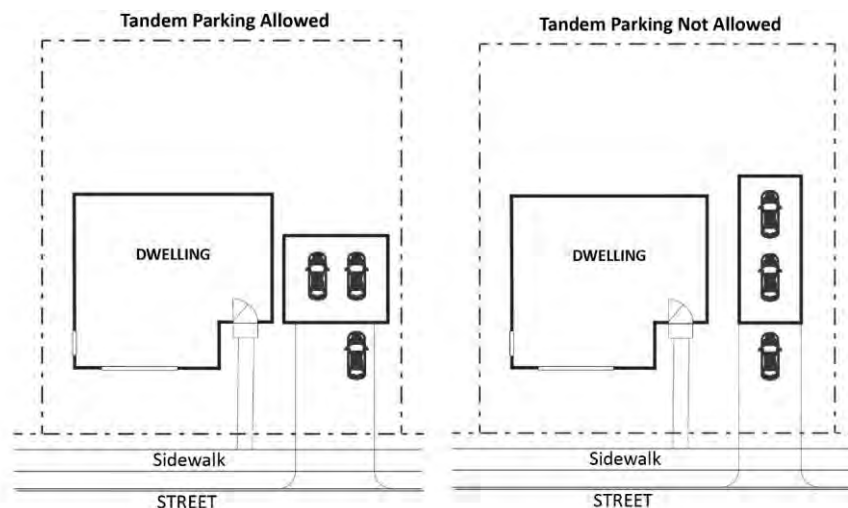 Tandem Parking Allowed
DWELLING
Sidewalk
STREET
Tandem Parking Not Allowed
DWELLING
Sidewalk
STREET